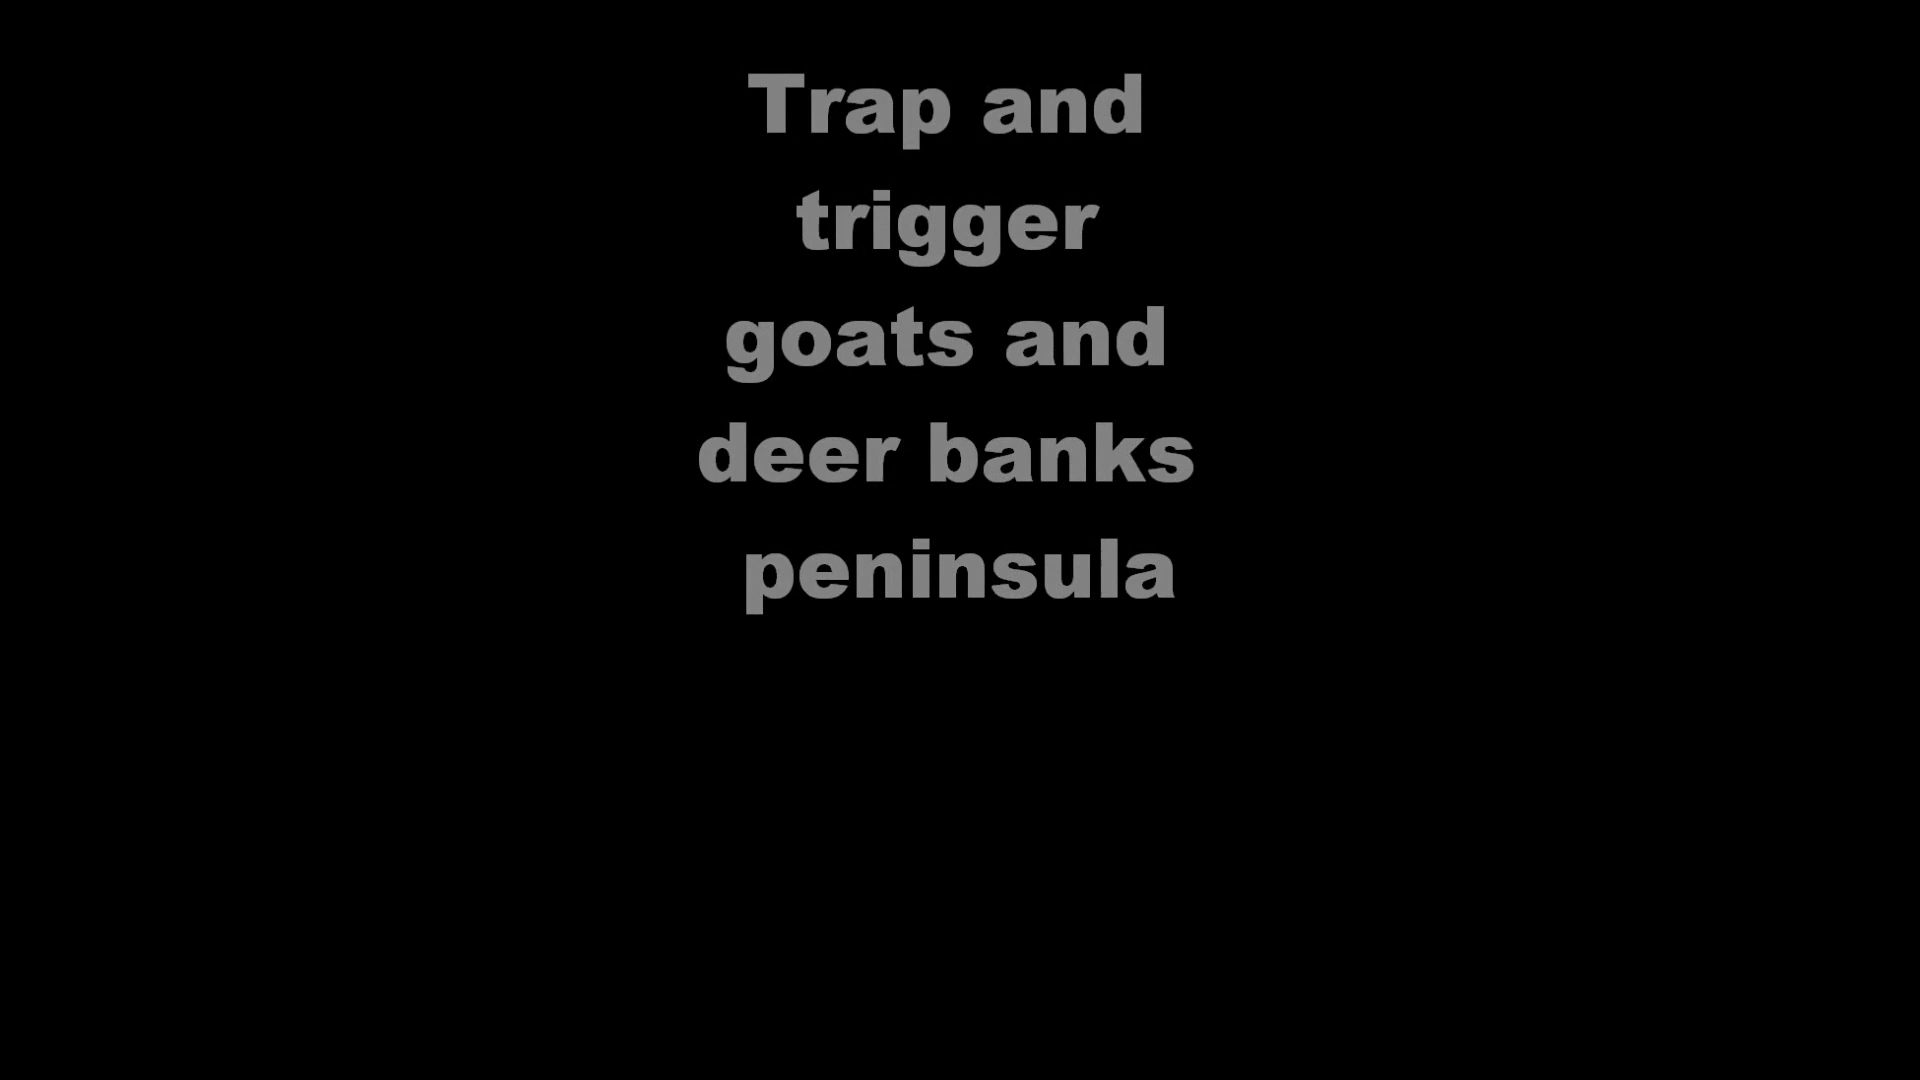 Trap and
trigger
goats and
deer banks
peninsula